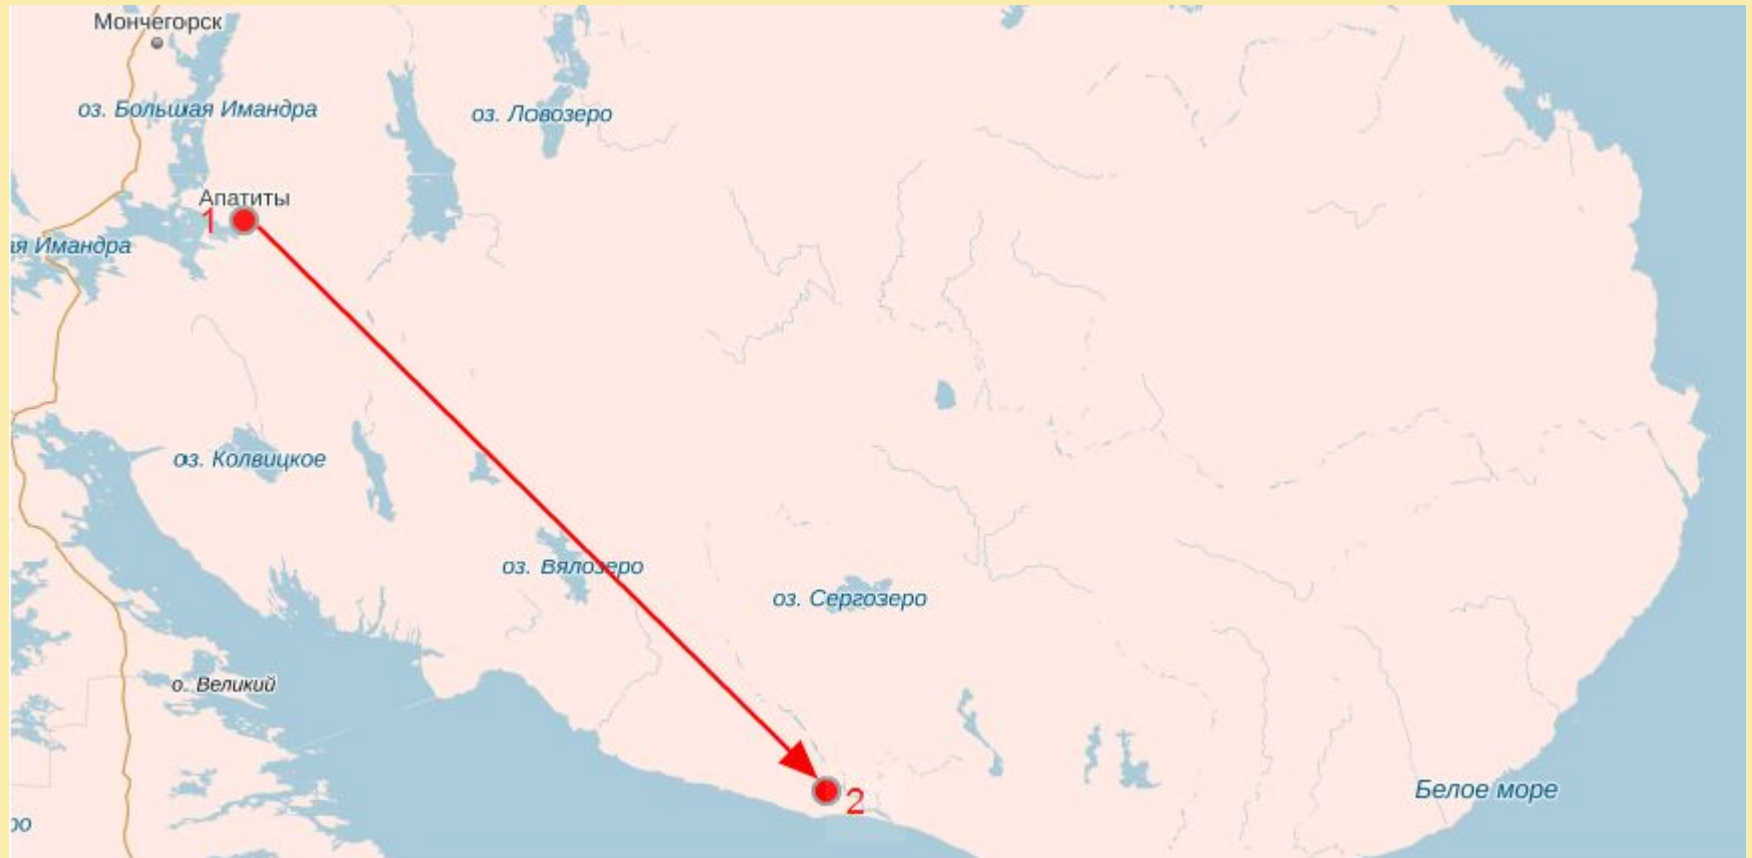 Мончегорск
оз. Большая Имандра
оз. Ловозеро
Апатиты
1
ая Имандра
оз. Колвицкое
оз. Вялозеро
оз. Сергозеро
о. Великий
Белое море
2
ро